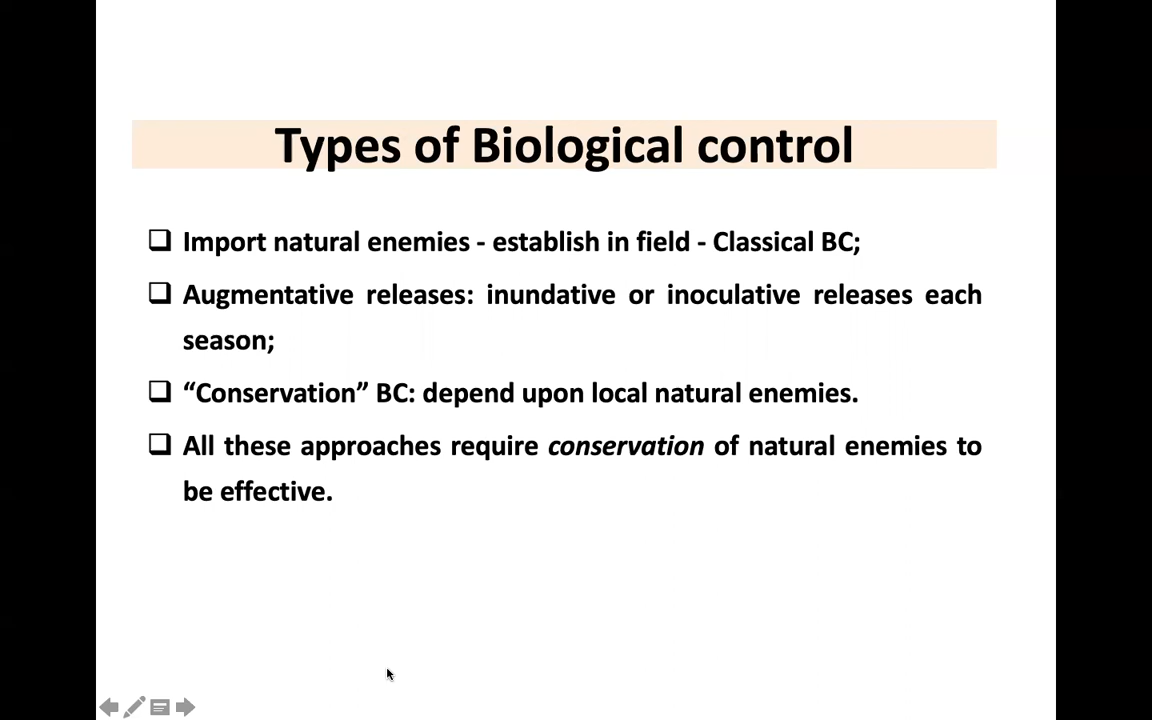 Types of Biological control
Import natural enemies - establish in field - Classical BC;
Augmentative releases: inundative or inoculative releases each
season;
“Conservation” BC: depend upon local natural enemies.
All these approaches require conservation of natural enemies to
be effective.